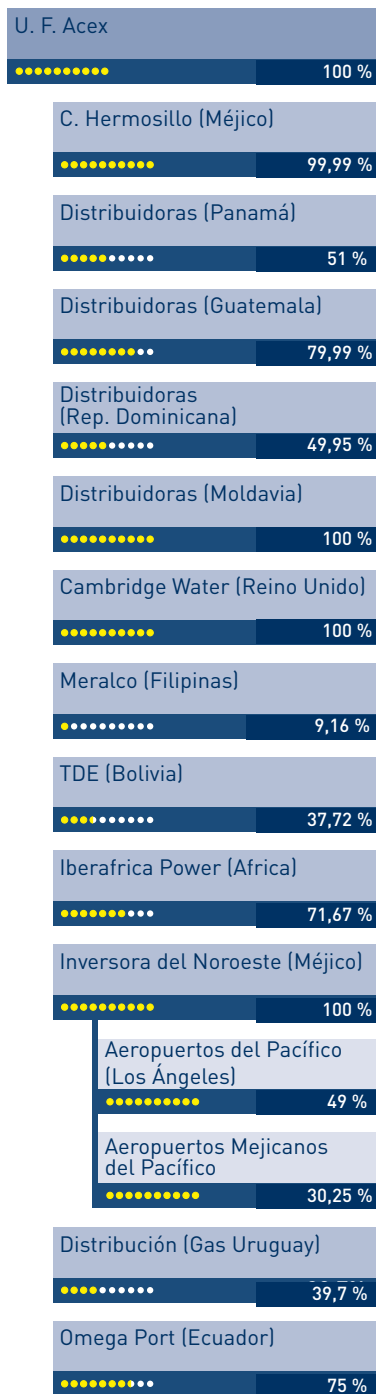 U. F. Acex
100 %
C. Hermosillo (Méjico)
99,99 %
Distribuidoras (Panamá)
51 %
Distribuidoras (Guatemala)
79,99 %
Distribuidoras
(Rep. Dominicana)
49,95 %
Distribuidoras (Moldavia)
100 %
Cambridge Water (Reino Unido)
100 %
Meralco (Filipinas)
9,16 %
TDE (Bolivia)
37,72 %
Iberafrica Power (Africa)
71,67 %
Inversora del Noroeste (Méjico)
100 %
Aeropuertos del Pacífico
(Los Ángeles)
49 %
Aeropuertos Mejicanos
del Pacífico
30,25 %
Distribución (Gas Uruguay)
39,7 %
Omega Port (Ecuador)
75 %